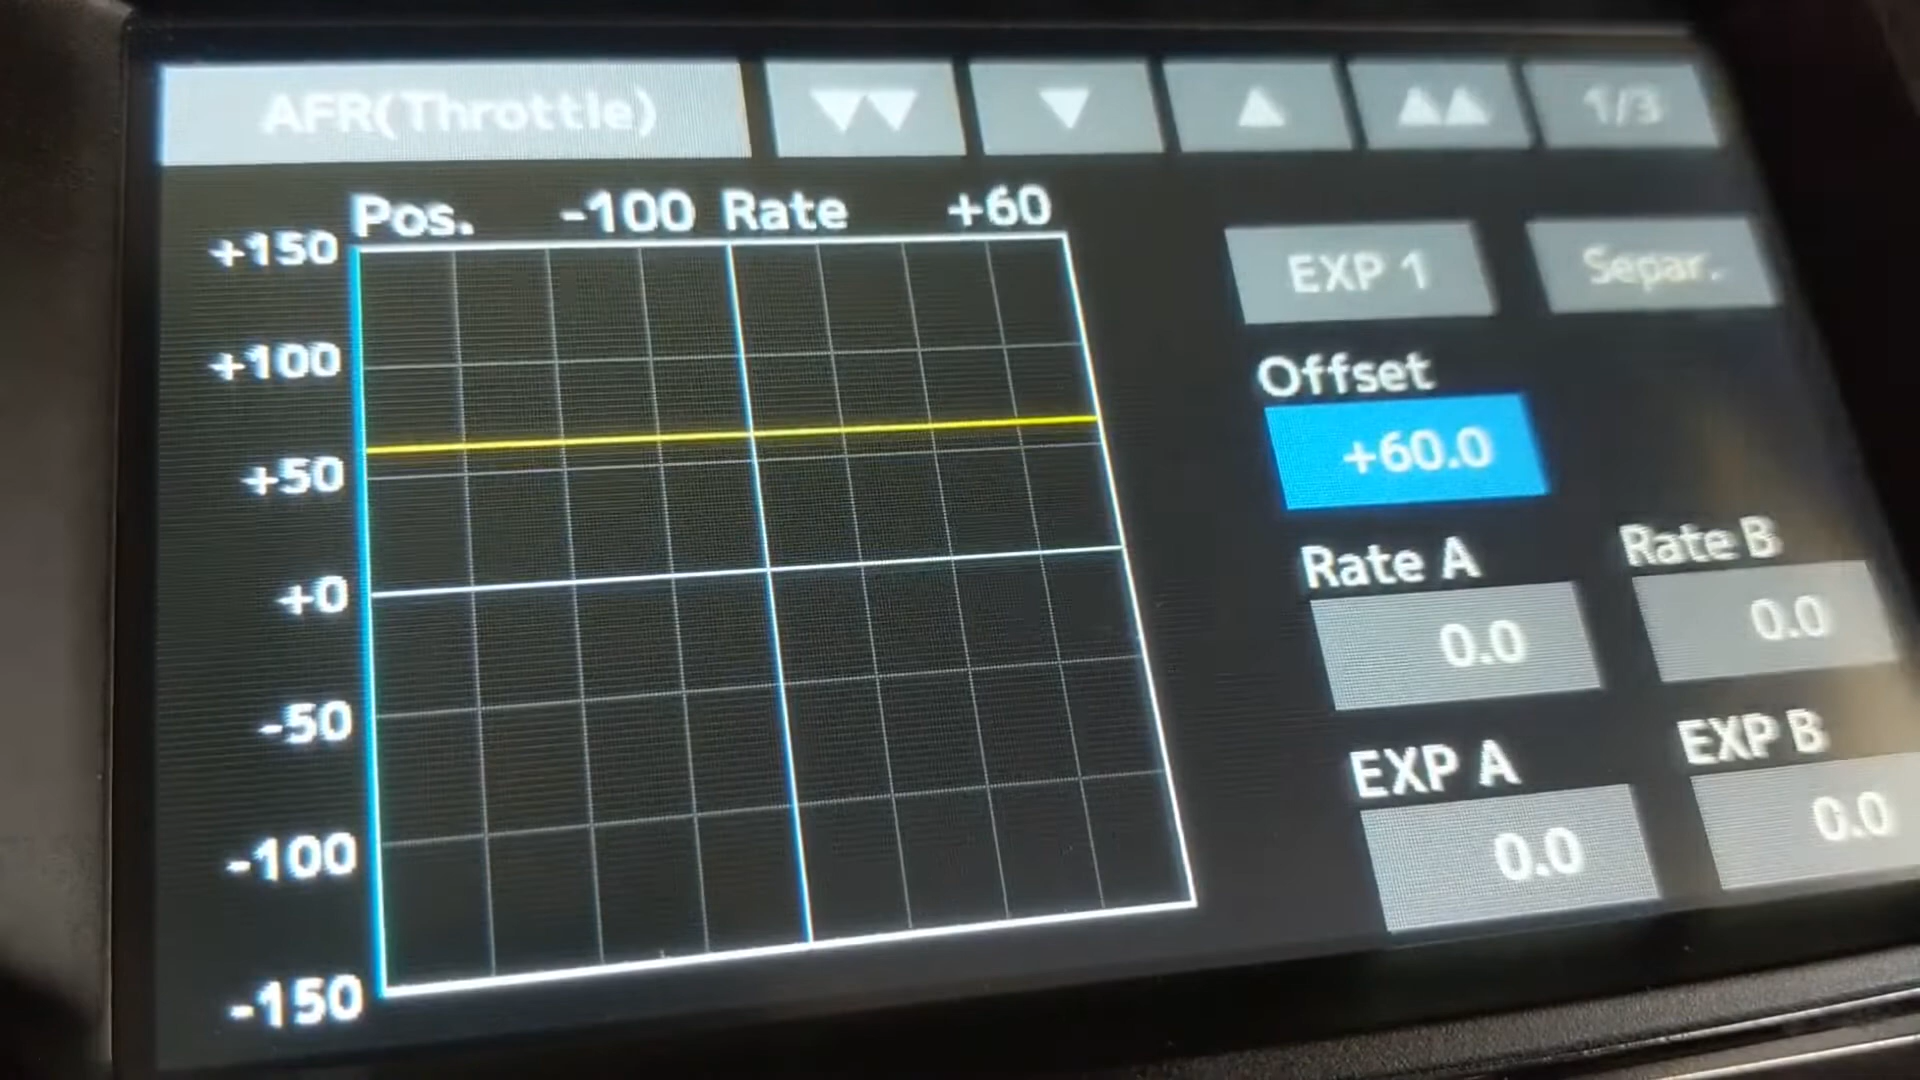 AFR(Throttle) ▼▼ ▼ ▲ ▲▲ 1/3
Pos. -100 Rate +60
+150
+100
+50
+0
-50
-100
-150
EXP 1 Separ.
Offset
+60.0
Rate A Rate B
0.0 0.0
EXP A EXP B
0.0 0.0